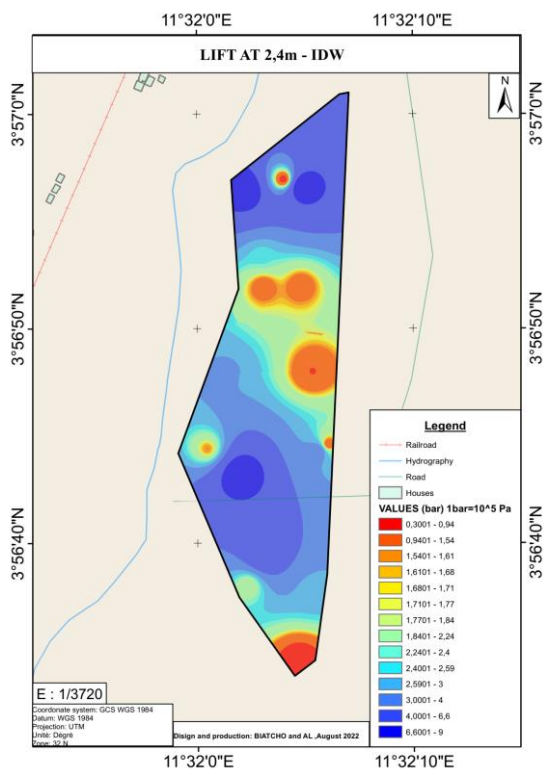 11°32'0"E 11°32'10"E
LIFT AT 2,4m - IDW
N
3°57'0"N 3°57'0"N
3°56'50"N 3°56'50"N
3°56'40"N 3°56'40"N
Legend
Railroad
Hydrography
Road
Houses
VALUES (bar) 1bar=10^5 Pa
0,3001 - 0,94
0,9401 - 1,54
1,5401 - 1,61
1,6101 - 1,68
1,6801 - 1,71
1,7101 - 1,77
1,7701 - 1,84
1,8401 - 2,24
2,2401 - 2,4
2,4001 - 2,59
2,5901 - 3
3,0001 - 4
4,0001 - 6,6
6,6001 - 9
E : 1/3720
Coordonate system: GCS WGS 1984
Datum: WGS 1984
Projection: UTM
Unité: Dégré
Zone: 32 N
Disign and production: BIATCHO and AL ,August 2022
11°32'0"E 11°32'10"E